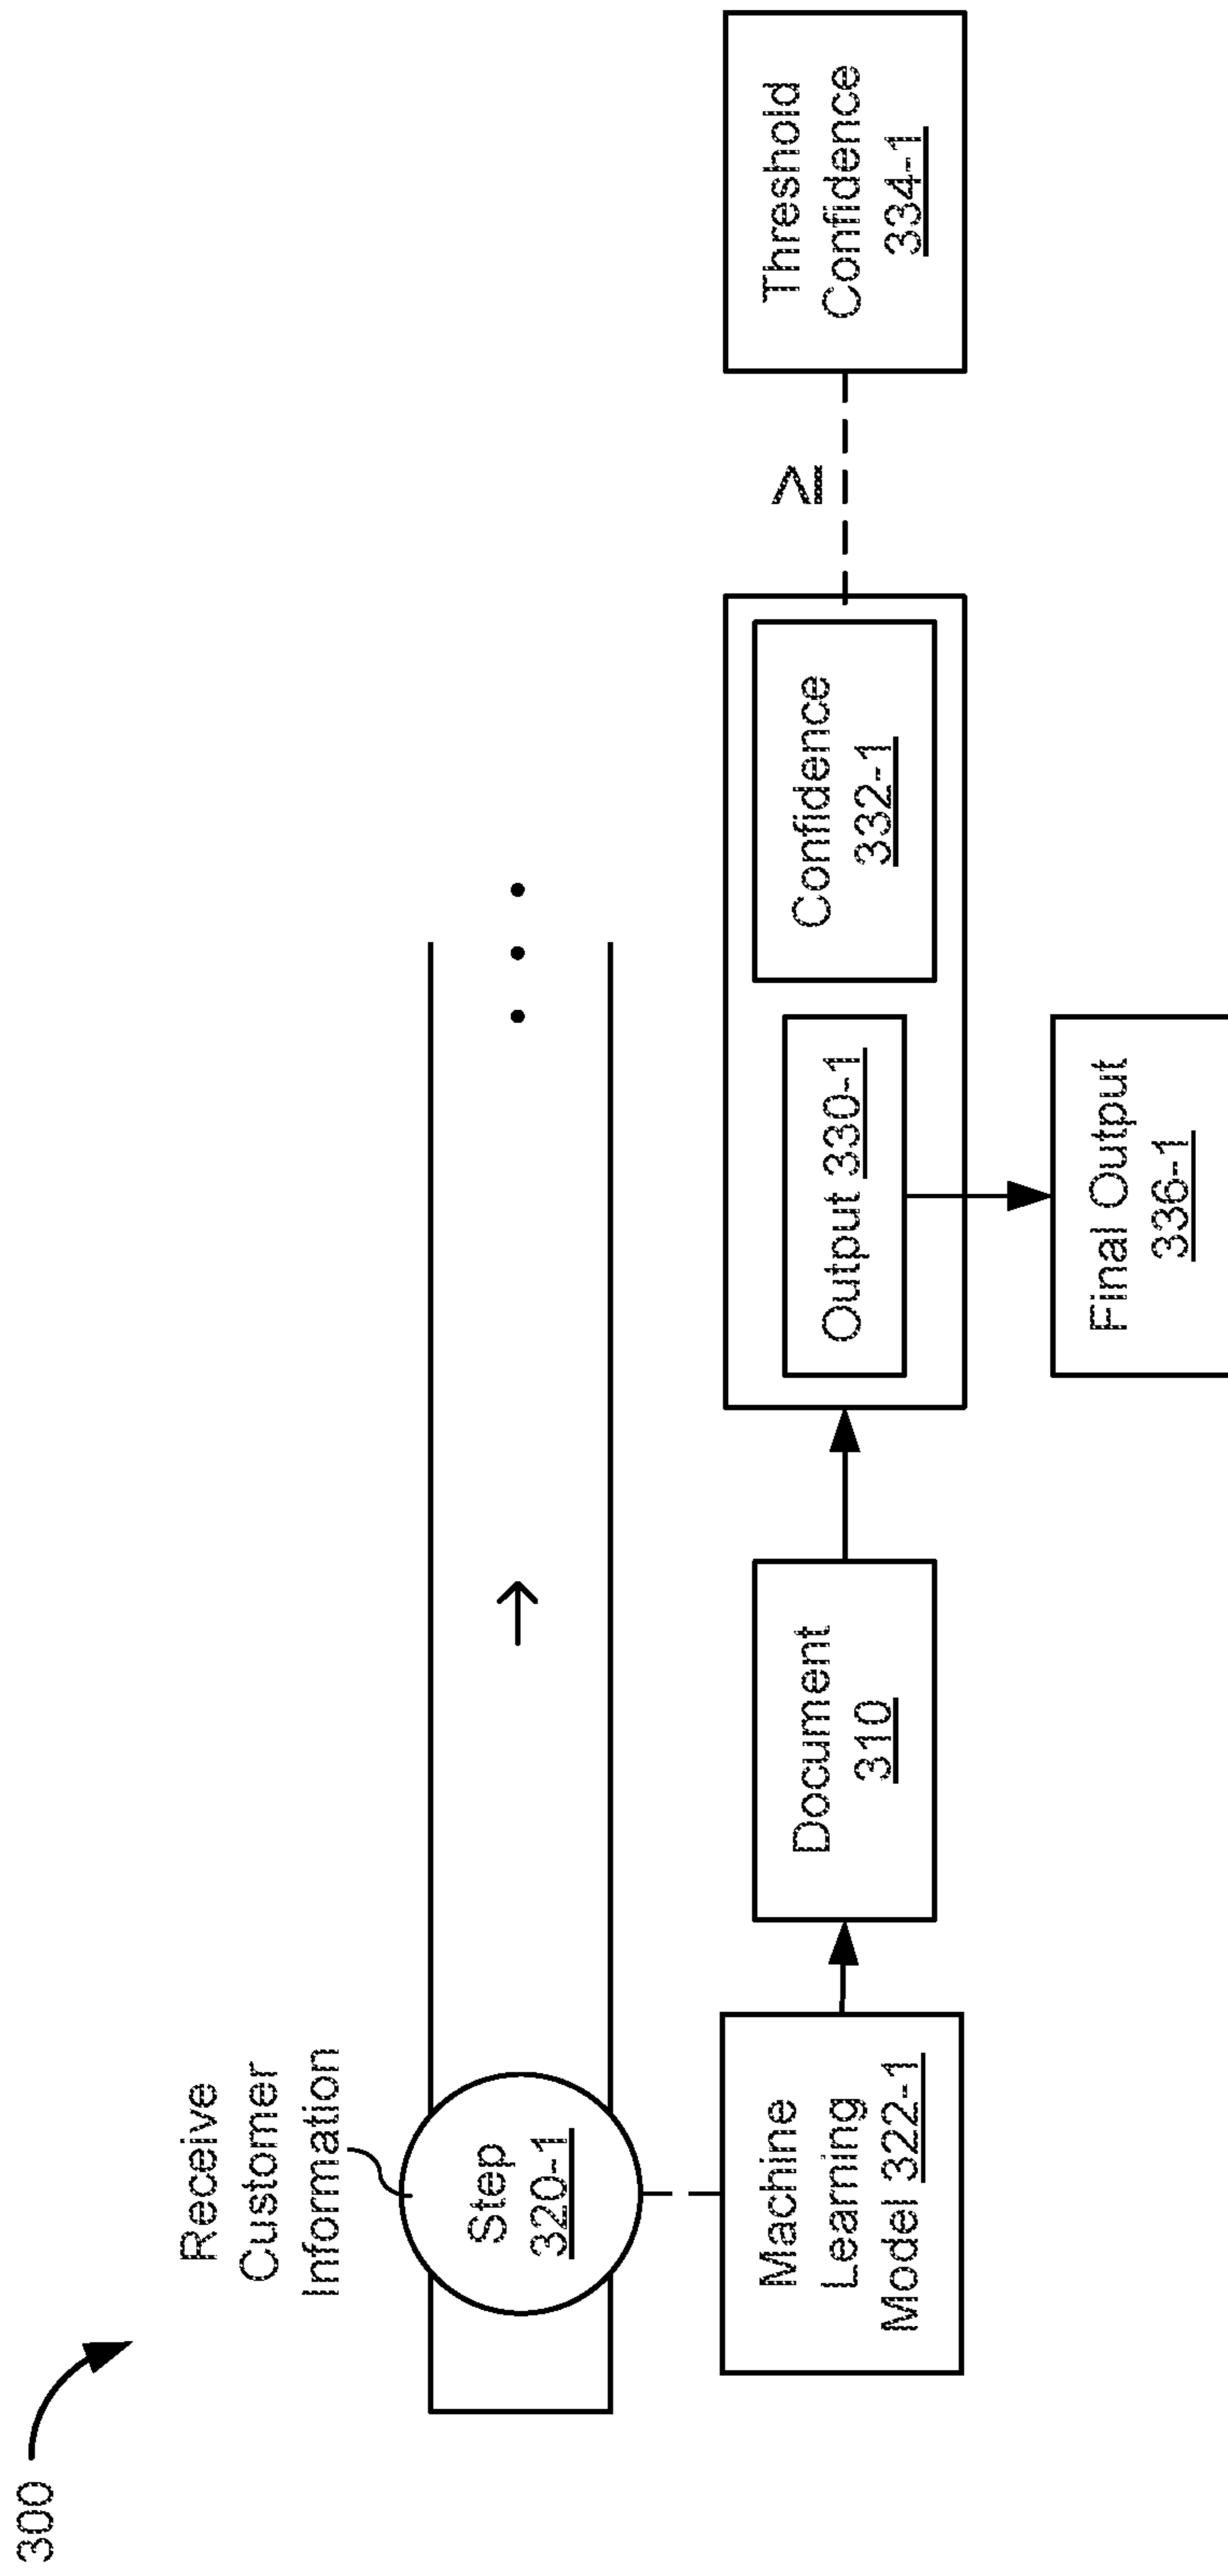 300
Receive
Customer
Information
Step
320-1
Machine
Learning
Model 322-1
Document
310
Output 330-1
Confidence
332-1
≥
Threshold
Confidence
334-1
Final Output
336-1